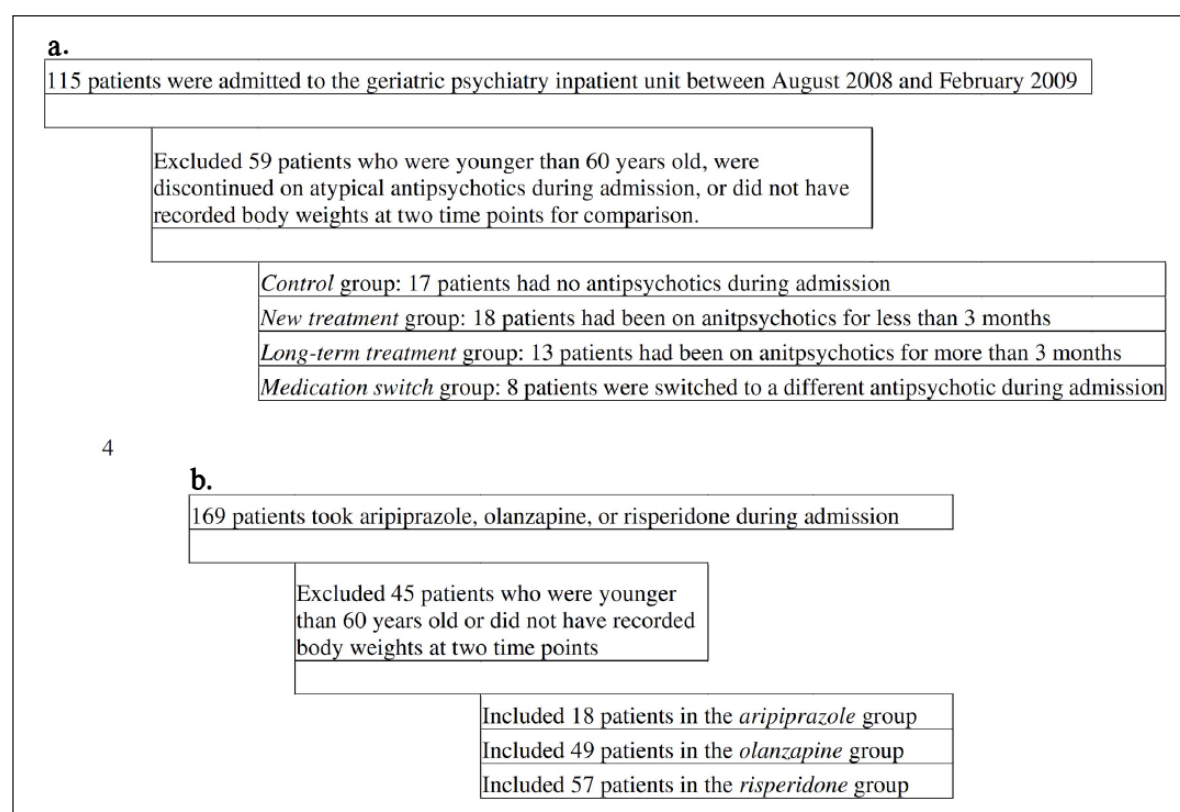 a.
115 patients were admitted to the geriatric psychiatry inpatient unit between August 2008 and February 2009
Excluded 59 patients who were younger than 60 years old, were
discontinued on atypical antipsychotics during admission, or did not have
recorded body weights at two time points for comparison.
Control group: 17 patients had no antipsychotics during admission
New treatment group: 18 patients had been on anitpsychotics for less than 3 months
Long-term treatment group: 13 patients had been on anitpsychotics for more than 3 months
Medication switch group: 8 patients were switched to a different antipsychotic during admission
4
b.
169 patients took aripiprazole, olanzapine, or risperidone during admission
Excluded 45 patients who were younger
than 60 years old or did not have recorded
body weights at two time points
Included 18 patients in the aripiprazole group
Included 49 patients in the olanzapine group
Included 57 patients in the risperidone group